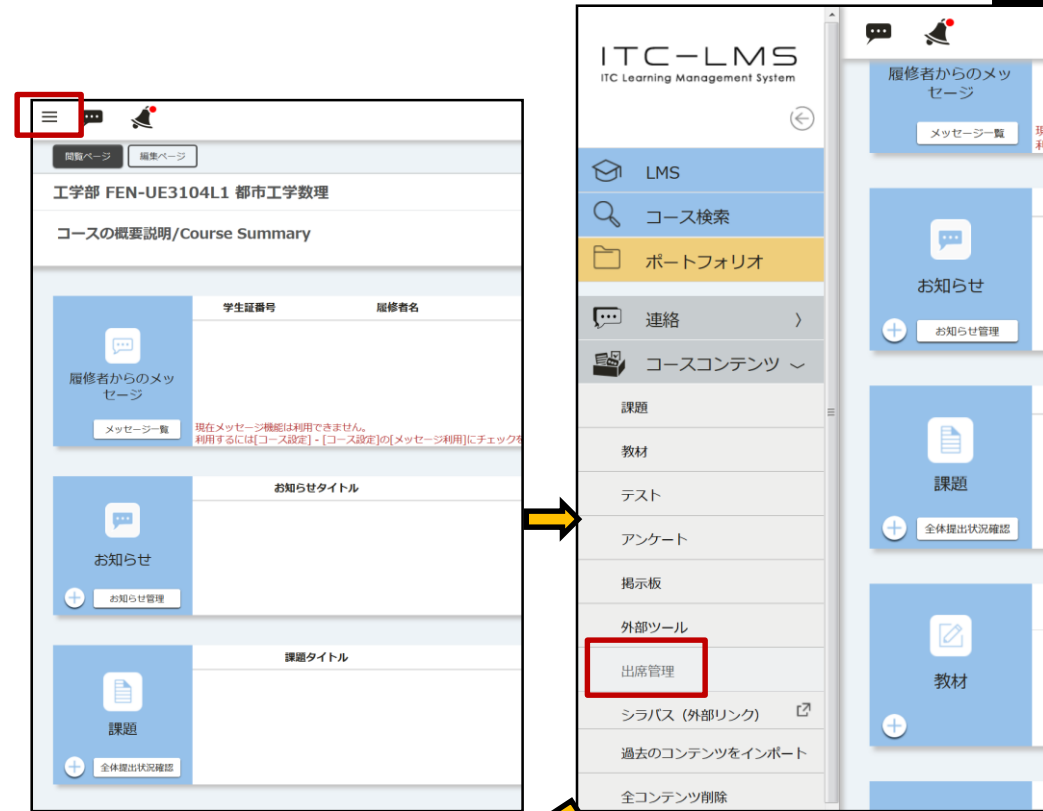 閲覧ページ 編集ページ
工学部 FEN-UE3104L1 都市工学数理
コースの概要説明/Course Summary
学生証番号 履修者名
履修者からのメッ
セージ
メッセージ一覧
現在メッセージ機能は利用できません。
利用するには[コース設定] - [コース設定]の[メッセージ利用]にチェックを
お知らせタイトル
お知らせ
お知らせ管理
課題タイトル
課題
全体提出状況確認
ITC-LMS
ITC Learning Management System
LMS
コース検索
ポートフォリオ
連絡
コースコンテンツ
課題
教材
テスト
アンケート
掲示板
外部ツール
出席管理
シラバス（外部リンク）
過去のコンテンツをインポート
全コンテンツ削除
履修者からのメッ
セージ
メッセージ一覧
現
利
お知らせ
お知らせ管理
課題
全体提出状況確認
教材